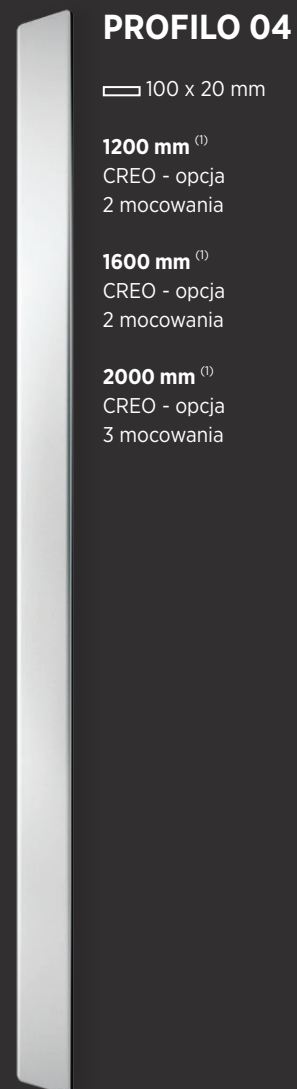 PROFILO 04
100 x 20 mm
1200 mm (1)
CREO - opcja
2 mocowania
1600 mm (1)
CREO - opcja
2 mocowania
2000 mm (1)
CREO - opcja
3 mocowania